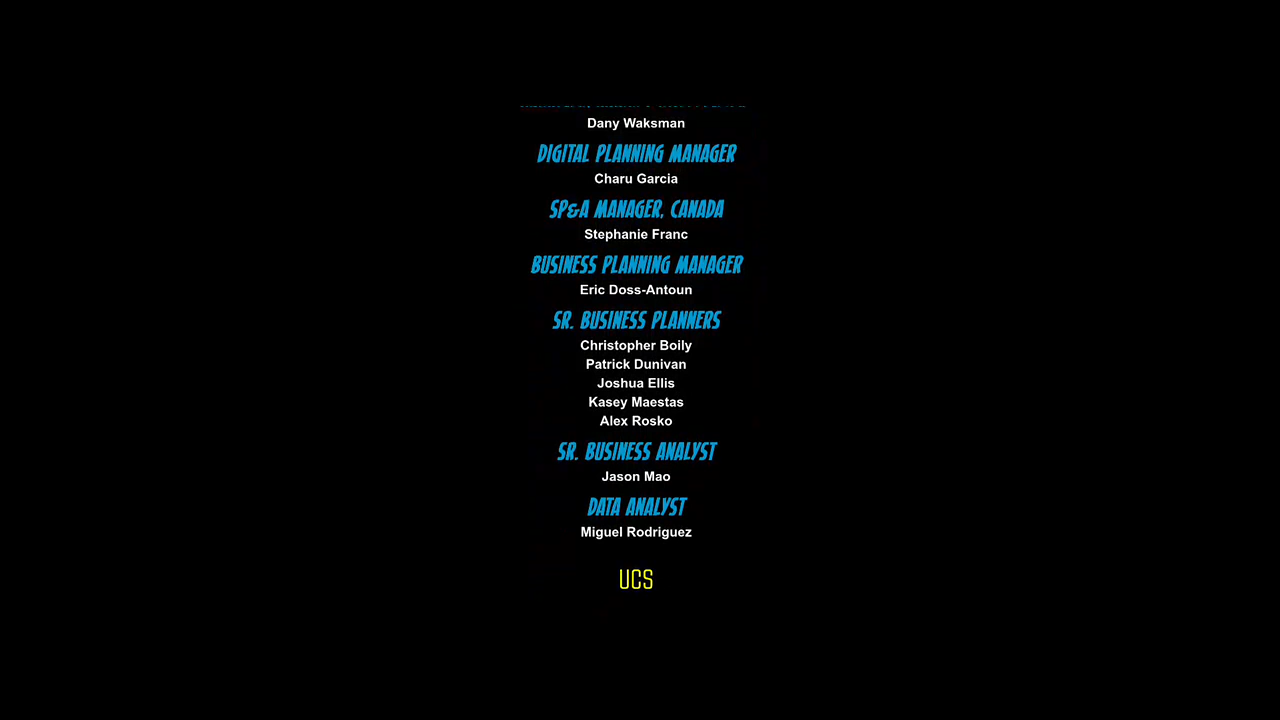 Dany Waksman
DIGITAL PLANNING MANAGER
Charu Garcia
SP&A MANAGER, CANADA
Stephanie Franc
BUSINESS PLANNING MANAGER
Eric Doss-Antoun
SR. BUSINESS PLANNERS
Christopher Boily
Patrick Dunivan
Joshua Ellis
Kasey Maestas
Alex Rosko
SR. BUSINESS ANALYST
Jason Mao
DATA ANALYST
Miguel Rodriguez
UCS